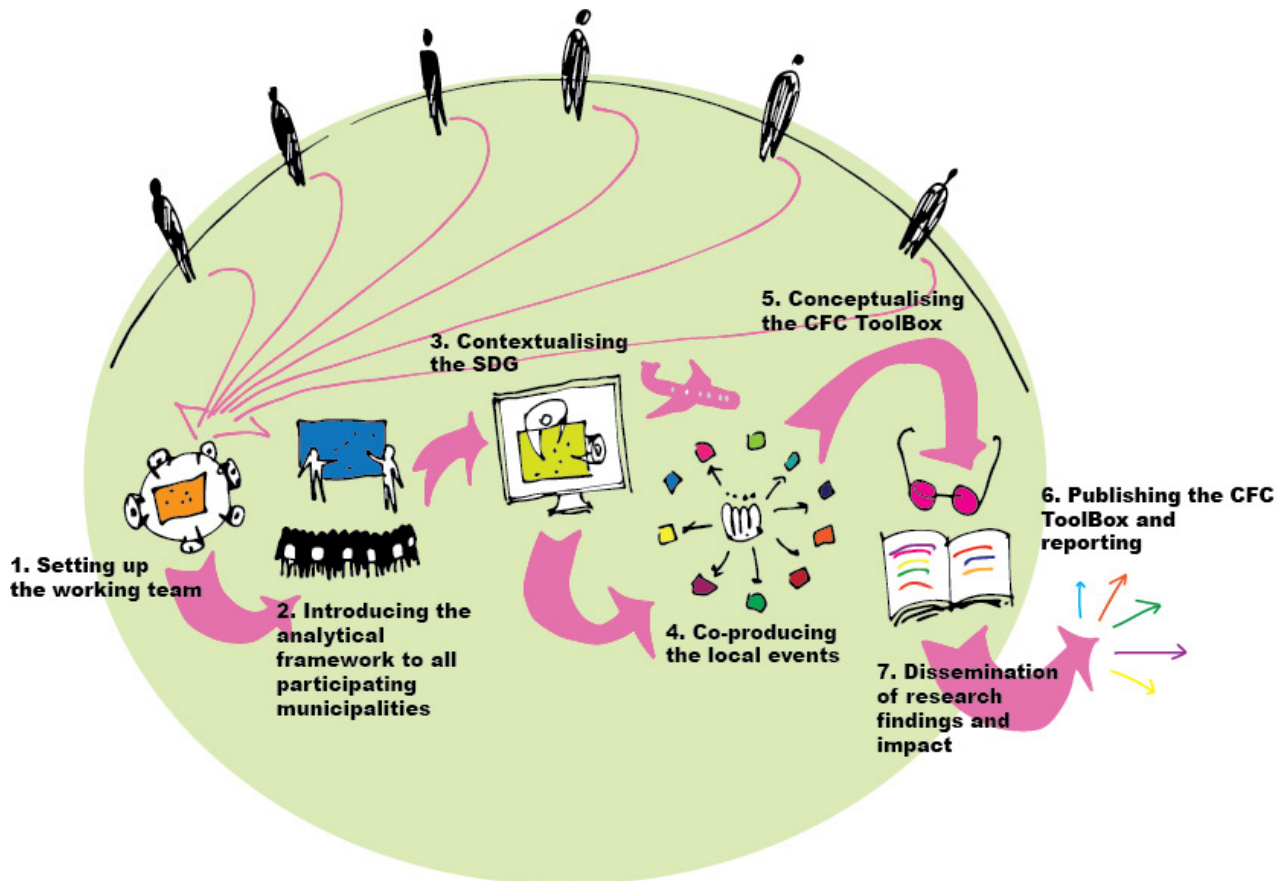 1. Setting up
the working team
2. Introducing the
analytical
framework to all
participating
municipalities
3. Contextualising
the SDG
4. Co-producing
the local events
5. Conceptualising
the CFC ToolBox
6. Publishing the CFC
ToolBox and
reporting
7. Dissemination
of research
findings and
impact